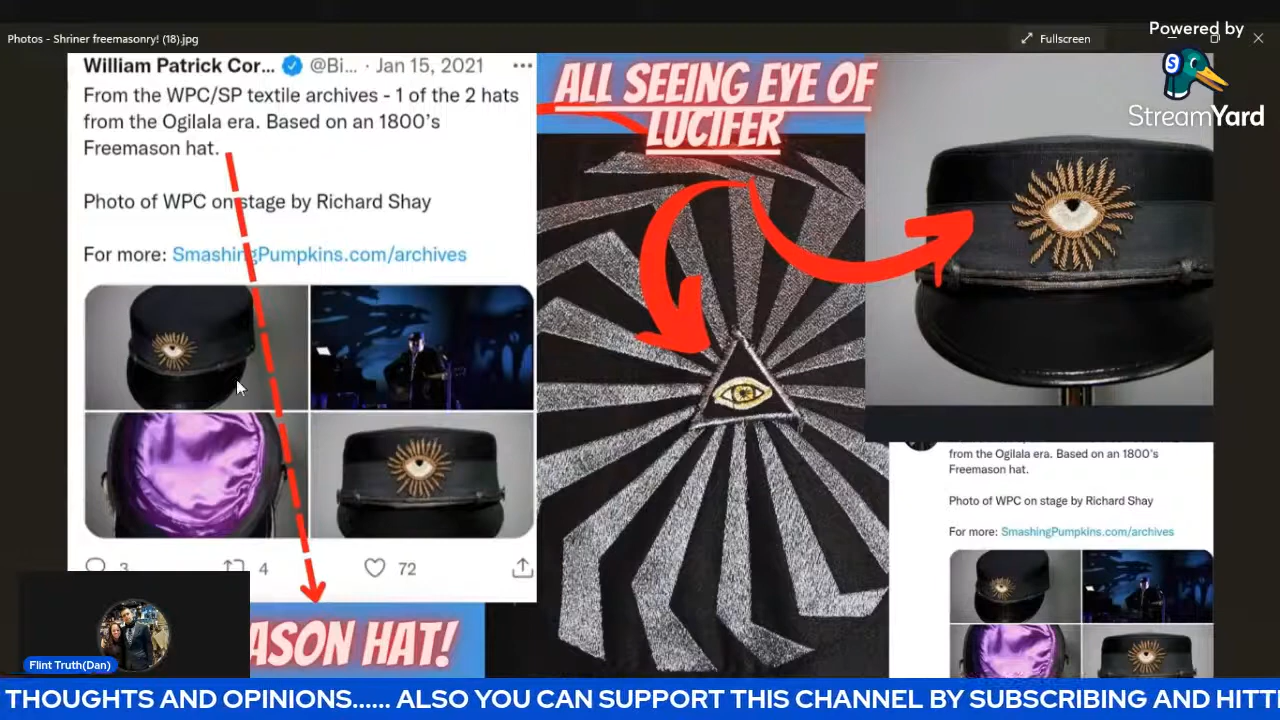 Photos - Shriner freemasonry! (18).jpg
Fullscreen
Powered by
StreamYard
William Patrick Cor... @Bi... · Jan 15, 2021
From the WPC/SP textile archives - 1 of the 2 hats
from the Ogilala era. Based on an 1800's
Freemason hat.
Photo of WPC on stage by Richard Shay
For more: SmashingPumpkins.com/archives
3
4
72
ALL SEEING EYE OF
LUCIFER
from the Ogilala era. Based on an 1800's
Freemason hat.
Photo of WPC on stage by Richard Shay
For more: SmashingPumpkins.com/archives
ASON HAT!
Flint Truth(Dan)
THOUGHTS AND OPINIONS...... ALSO YOU CAN SUPPORT THIS CHANNEL BY SUBSCRIBING AND HITT